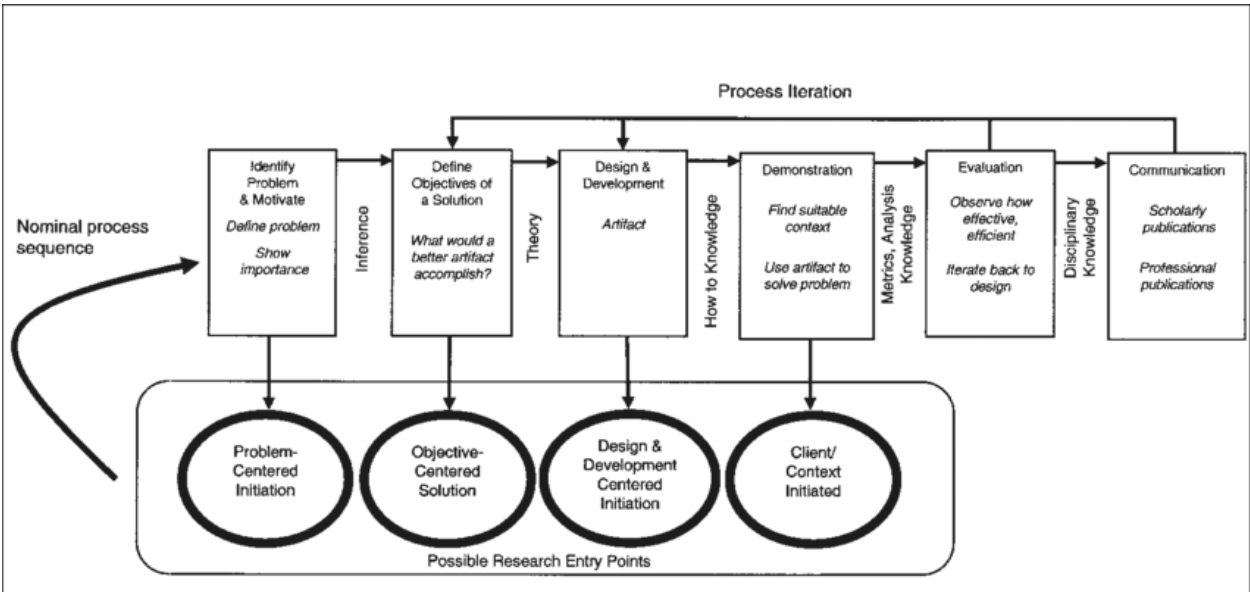 Process Iteration
Nominal process
sequence
Identify
Problem
& Motivate
Define problem
Show
importance
Inference
Define
Objectives of
a Solution
What would a
better artifact
accomplish?
Theory
Design &
Development
Artifact
How to Knowledge
Demonstration
Find suitable
context
Use artifact to
solve problem
Metrics, Analysis
Knowledge
Evaluation
Observe how
effective,
efficient
Iterate back to
design
Disciplinary
Knowledge
Communication
Scholarly
publications
Professional
publications
Problem-
Centered
Initiation
Objective-
Centered
Solution
Design &
Development
Centered
Initiation
Client/
Context
Initiated
Possible Research Entry Points